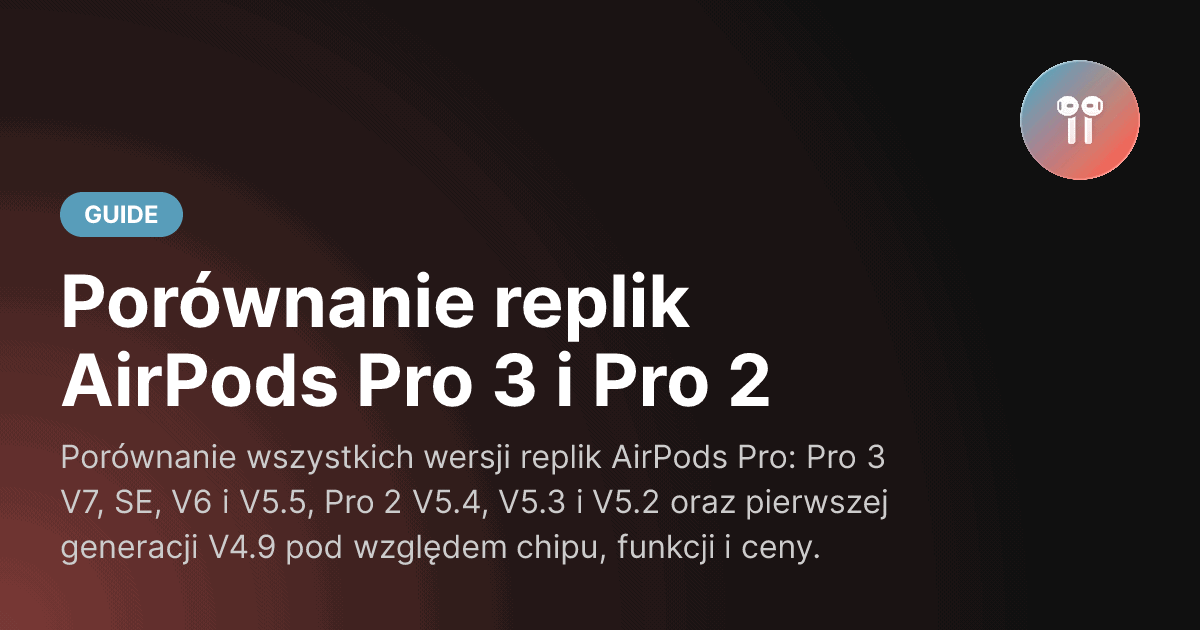 GUIDE
Porównanie replik
AirPods Pro 3 i Pro 2
Porównanie wszystkich wersji replik AirPods Pro: Pro 3
V7, SE, V6 i V5.5, Pro 2 V5.4, V5.3 i V5.2 oraz pierwszej
generacji V4.9 pod względem chipu, funkcji i ceny.